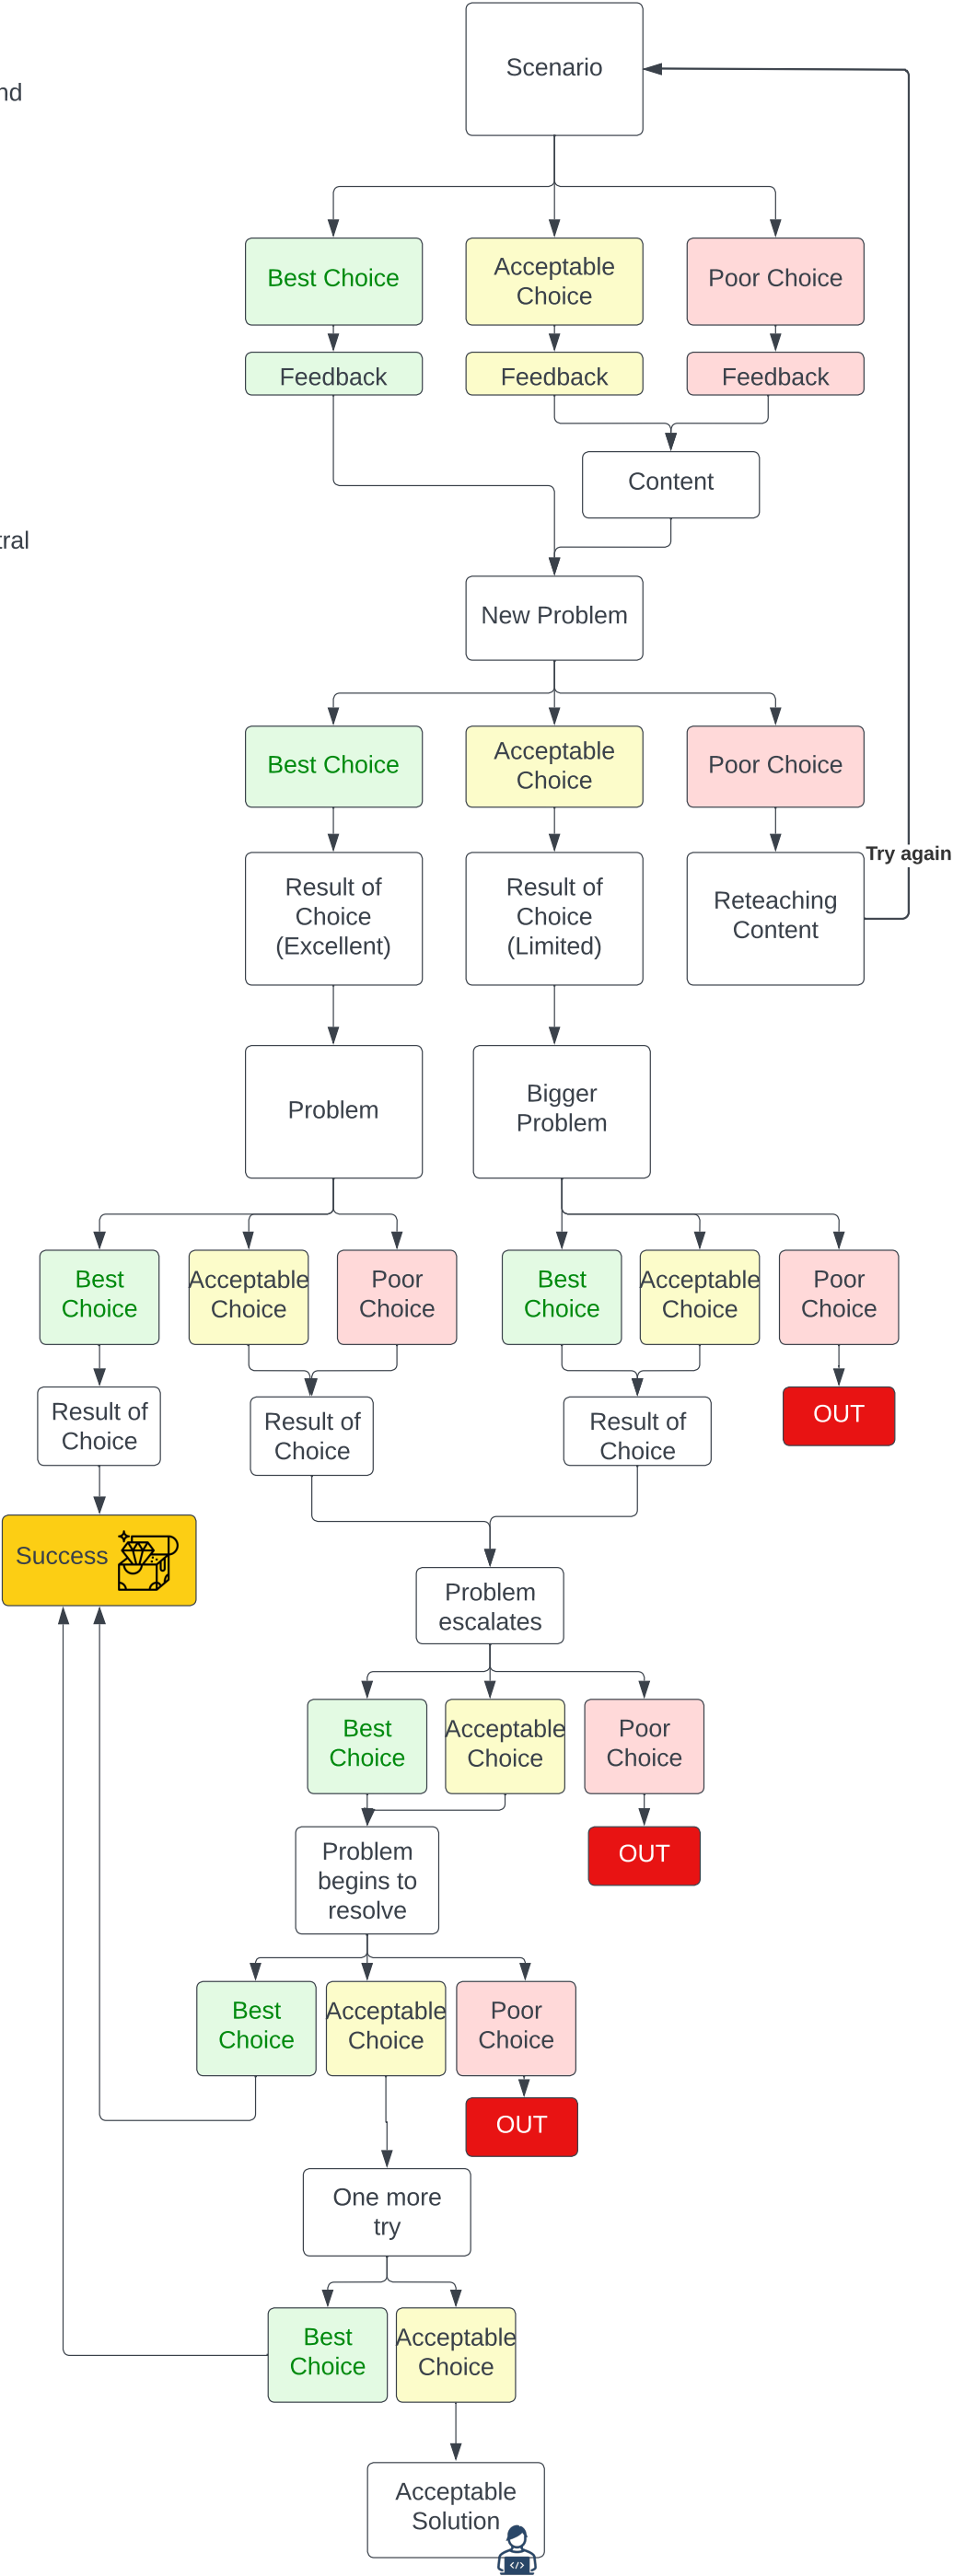 Scenario
nd
Best Choice
Acceptable
Choice
Poor Choice
Feedback
Feedback
Feedback
Content
tral
New Problem
Best Choice
Acceptable
Choice
Poor Choice
Try again
Result of
Choice
(Excellent)
Result of
Choice
(Limited)
Reteaching
Content
Problem
Bigger
Problem
Best
Choice
Acceptable
Choice
Poor
Choice
Best
Choice
Acceptable
Choice
Poor
Choice
Result of
Choice
Result of
Choice
Result of
Choice
OUT
Success
Problem
escalates
Best
Choice
Acceptable
Choice
Poor
Choice
Problem
begins to
resolve
OUT
Best
Choice
Acceptable
Choice
Poor
Choice
OUT
One more
try
Best
Choice
Acceptable
Choice
Acceptable
Solution